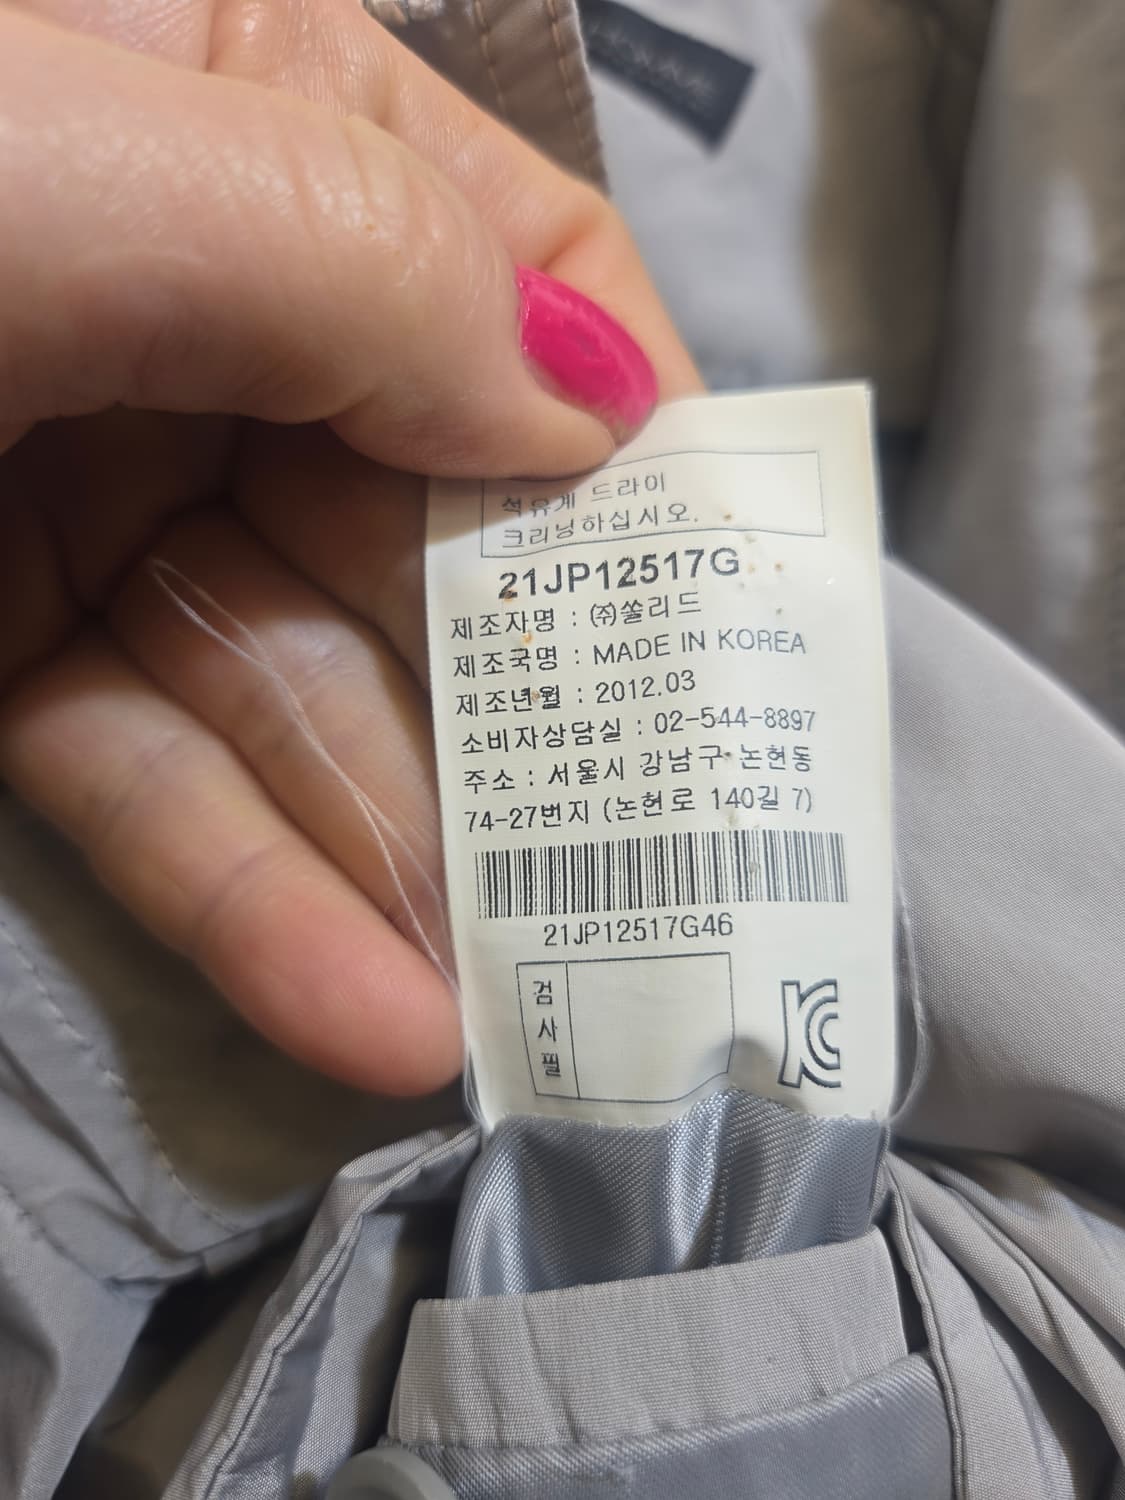 석유계 드라이
크리닝하십시오.
21JP12517G
제조자명 : ㈜쏠리드
제조국명 : MADE IN KOREA
제조년월 : 2012.03
소비자상담실 : 02-544-8897
주소 : 서울시 강남구 논현동
74-27번지 (논현로 140길 7)
21JP12517G46
검
사
필